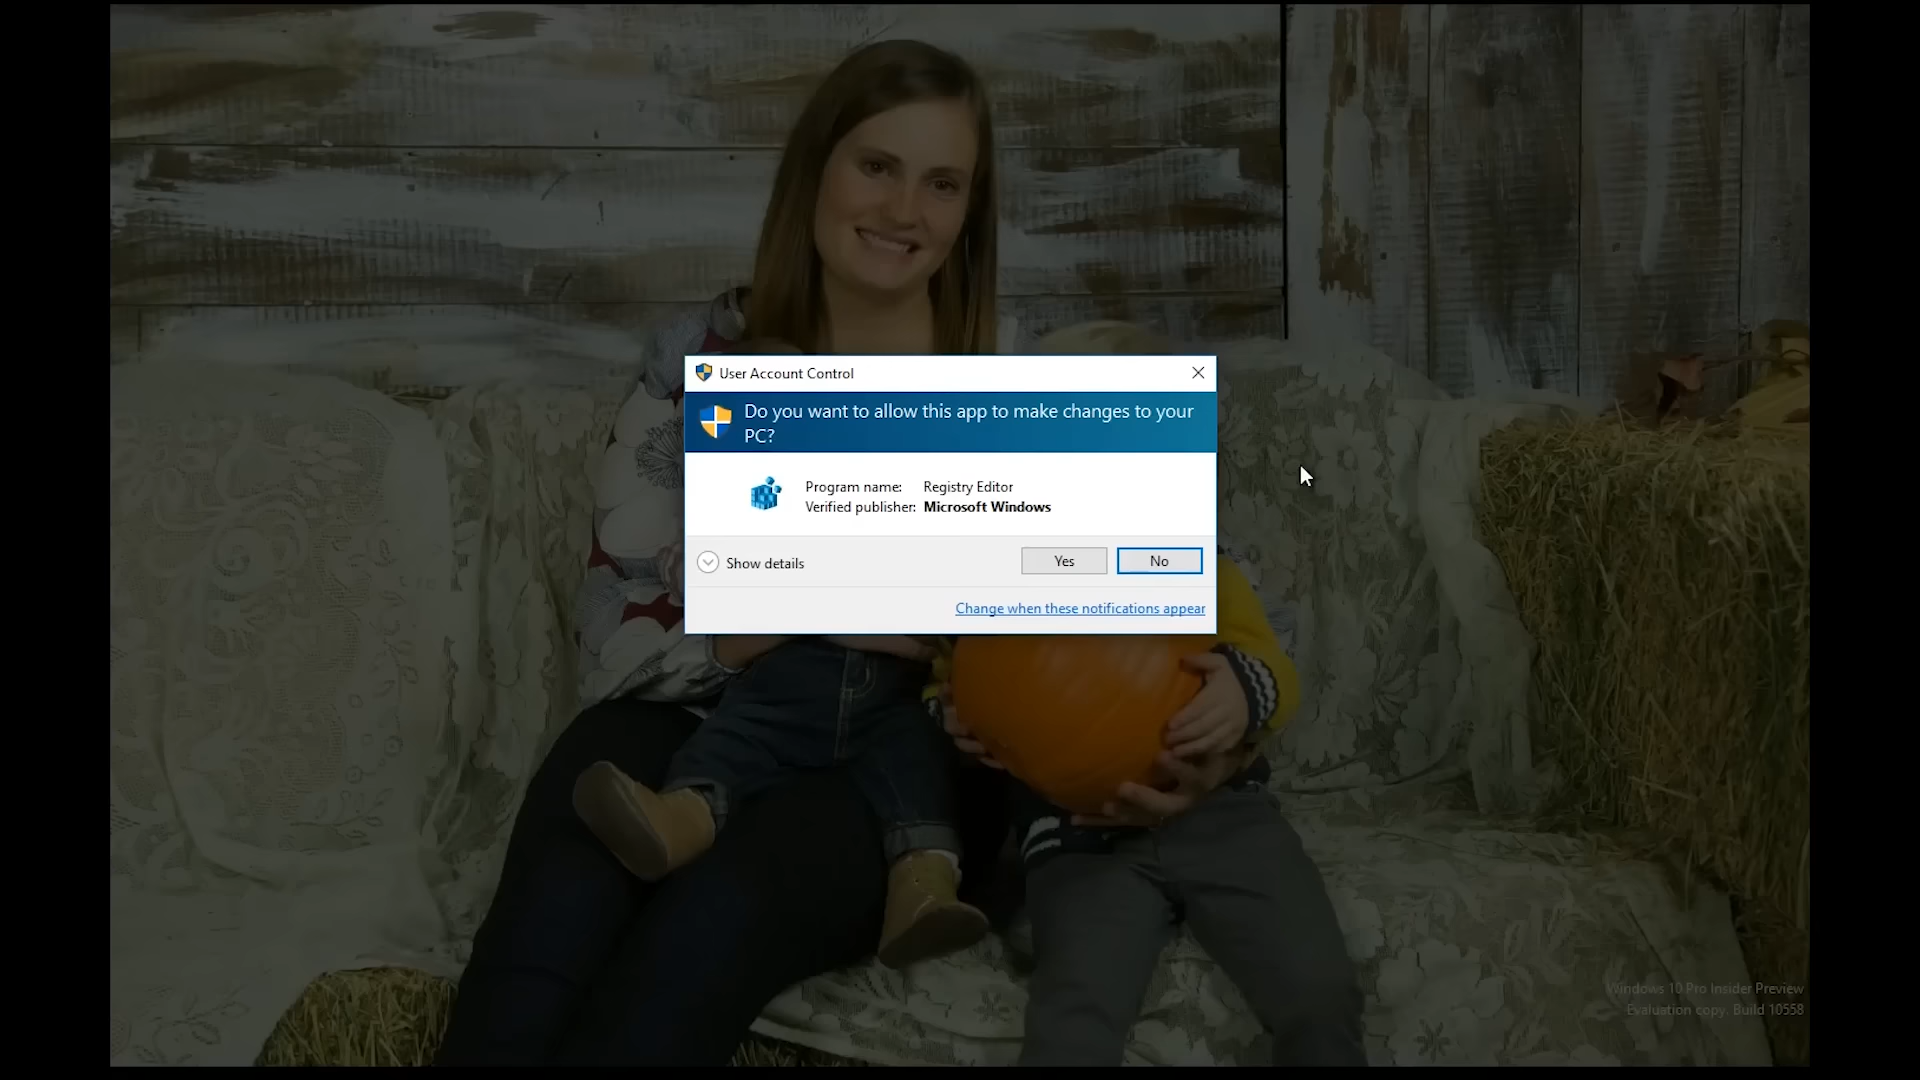 User Account Control
Do you want to allow this app to make changes to your
PC?
Program name: Registry Editor
Verified publisher: Microsoft Windows
Show details
Yes
No
Change when these notifications appear
Windows 10 Pro Insider Preview
Evaluation copy. Build 10558